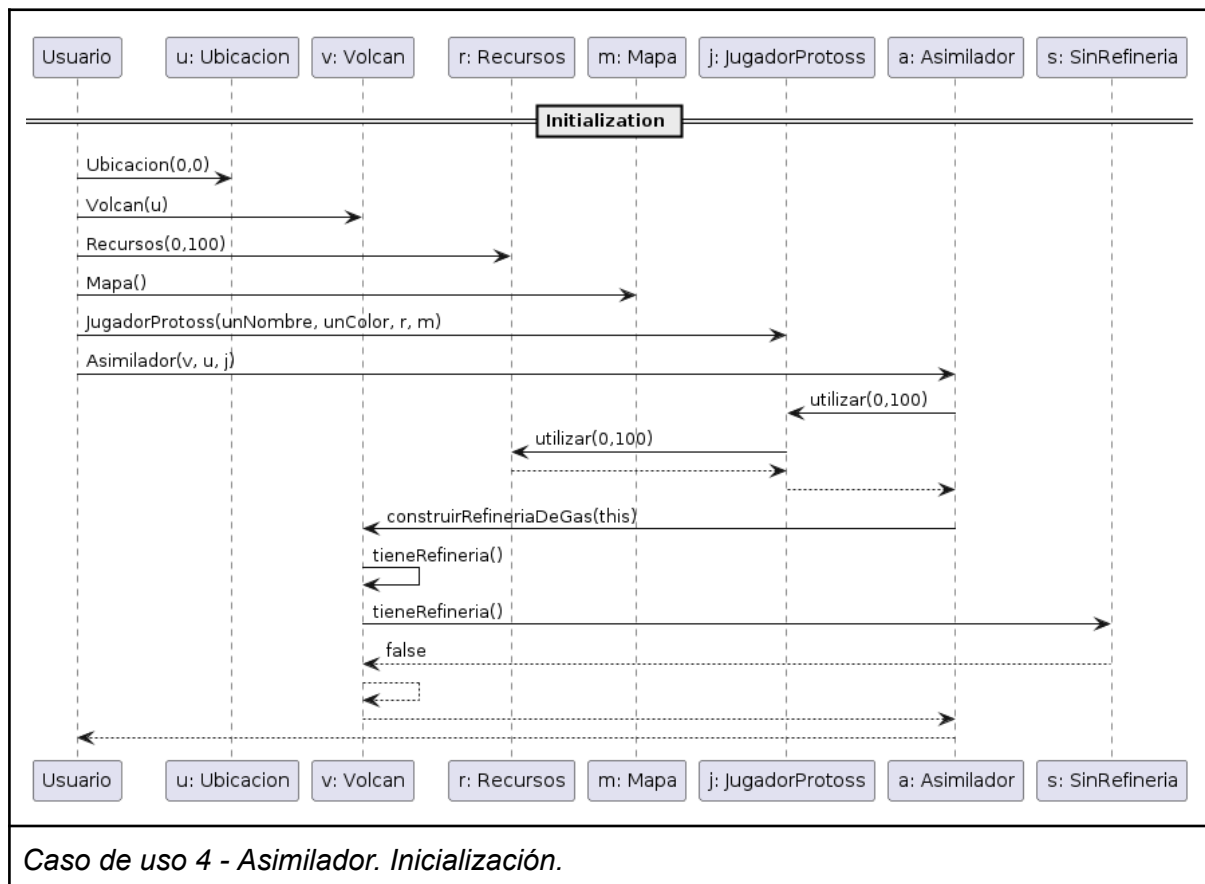 Usuario u: Ubicacion v: Volcan r: Recursos m: Mapa j: JugadorProtoss a: Asimilador s: SinRefineria
Initialization
Ubicacion(0,0)
Volcan(u)
Recursos(0,100)
Mapa()
JugadorProtoss(unNombre, unColor, r, m)
Asimilador(v, u, j)
utilizar(0,100)
utilizar(0,100)
construirRefineriaDeGas(this)
tieneRefineria()
tieneRefineria()
false
Usuario u: Ubicacion v: Volcan r: Recursos m: Mapa j: JugadorProtoss a: Asimilador s: SinRefineria
Caso de uso 4 - Asimilador. Inicialización.